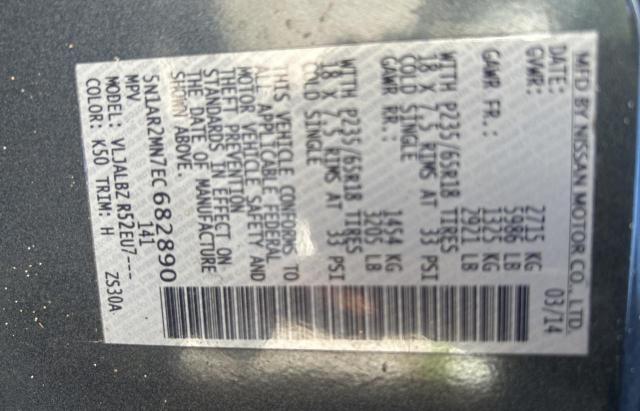 MFD BY NISSAN MOTOR CO., LTD.
DATE: 03/14
GVWR: 2715 KG
5986 LB
GAWR FR.: 1325 KG
2921 LB
WITH P235/65R18 TIRES
18 X 7.5 RIMS AT 33 PSI
COLD SINGLE
GAWR RR.: 1454 KG
3205 LB
WITH P235/65R18 TIRES
18 X 7.5 RIMS AT 33 PSI
COLD SINGLE
THIS VEHICLE CONFORMS TO
ALL APPLICABLE FEDERAL
MOTOR VEHICLE SAFETY AND
THEFT PREVENTION
STANDARDS IN EFFECT ON
THE DATE OF MANUFACTURE
SHOWN ABOVE.
5N1AR2MN7EC682890
MPV 141
MODEL: VLJALBZ R52EU7---
COLOR: K50 TRIM: H ZS30A